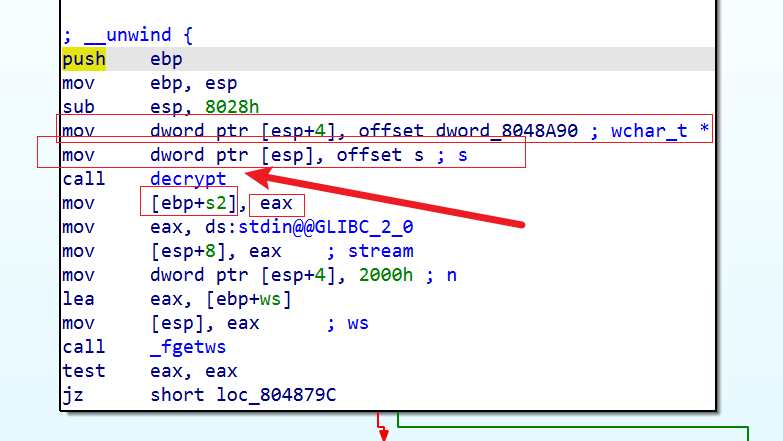 ; __unwind {
push    ebp
mov     ebp, esp
sub     esp, 8028h
mov     dword ptr [esp+4], offset dword_8048A90 ; wchar_t *
mov     dword ptr [esp], offset s ; s
call    decrypt
mov     [ebp+s2], eax
mov     eax, ds:stdin@@GLIBC_2_0
mov     [esp+8], eax    ; stream
mov     dword ptr [esp+4], 2000h ; n
lea     eax, [ebp+ws]
mov     [esp], eax      ; ws
call    _fgetws
test    eax, eax
jz      short loc_804879C